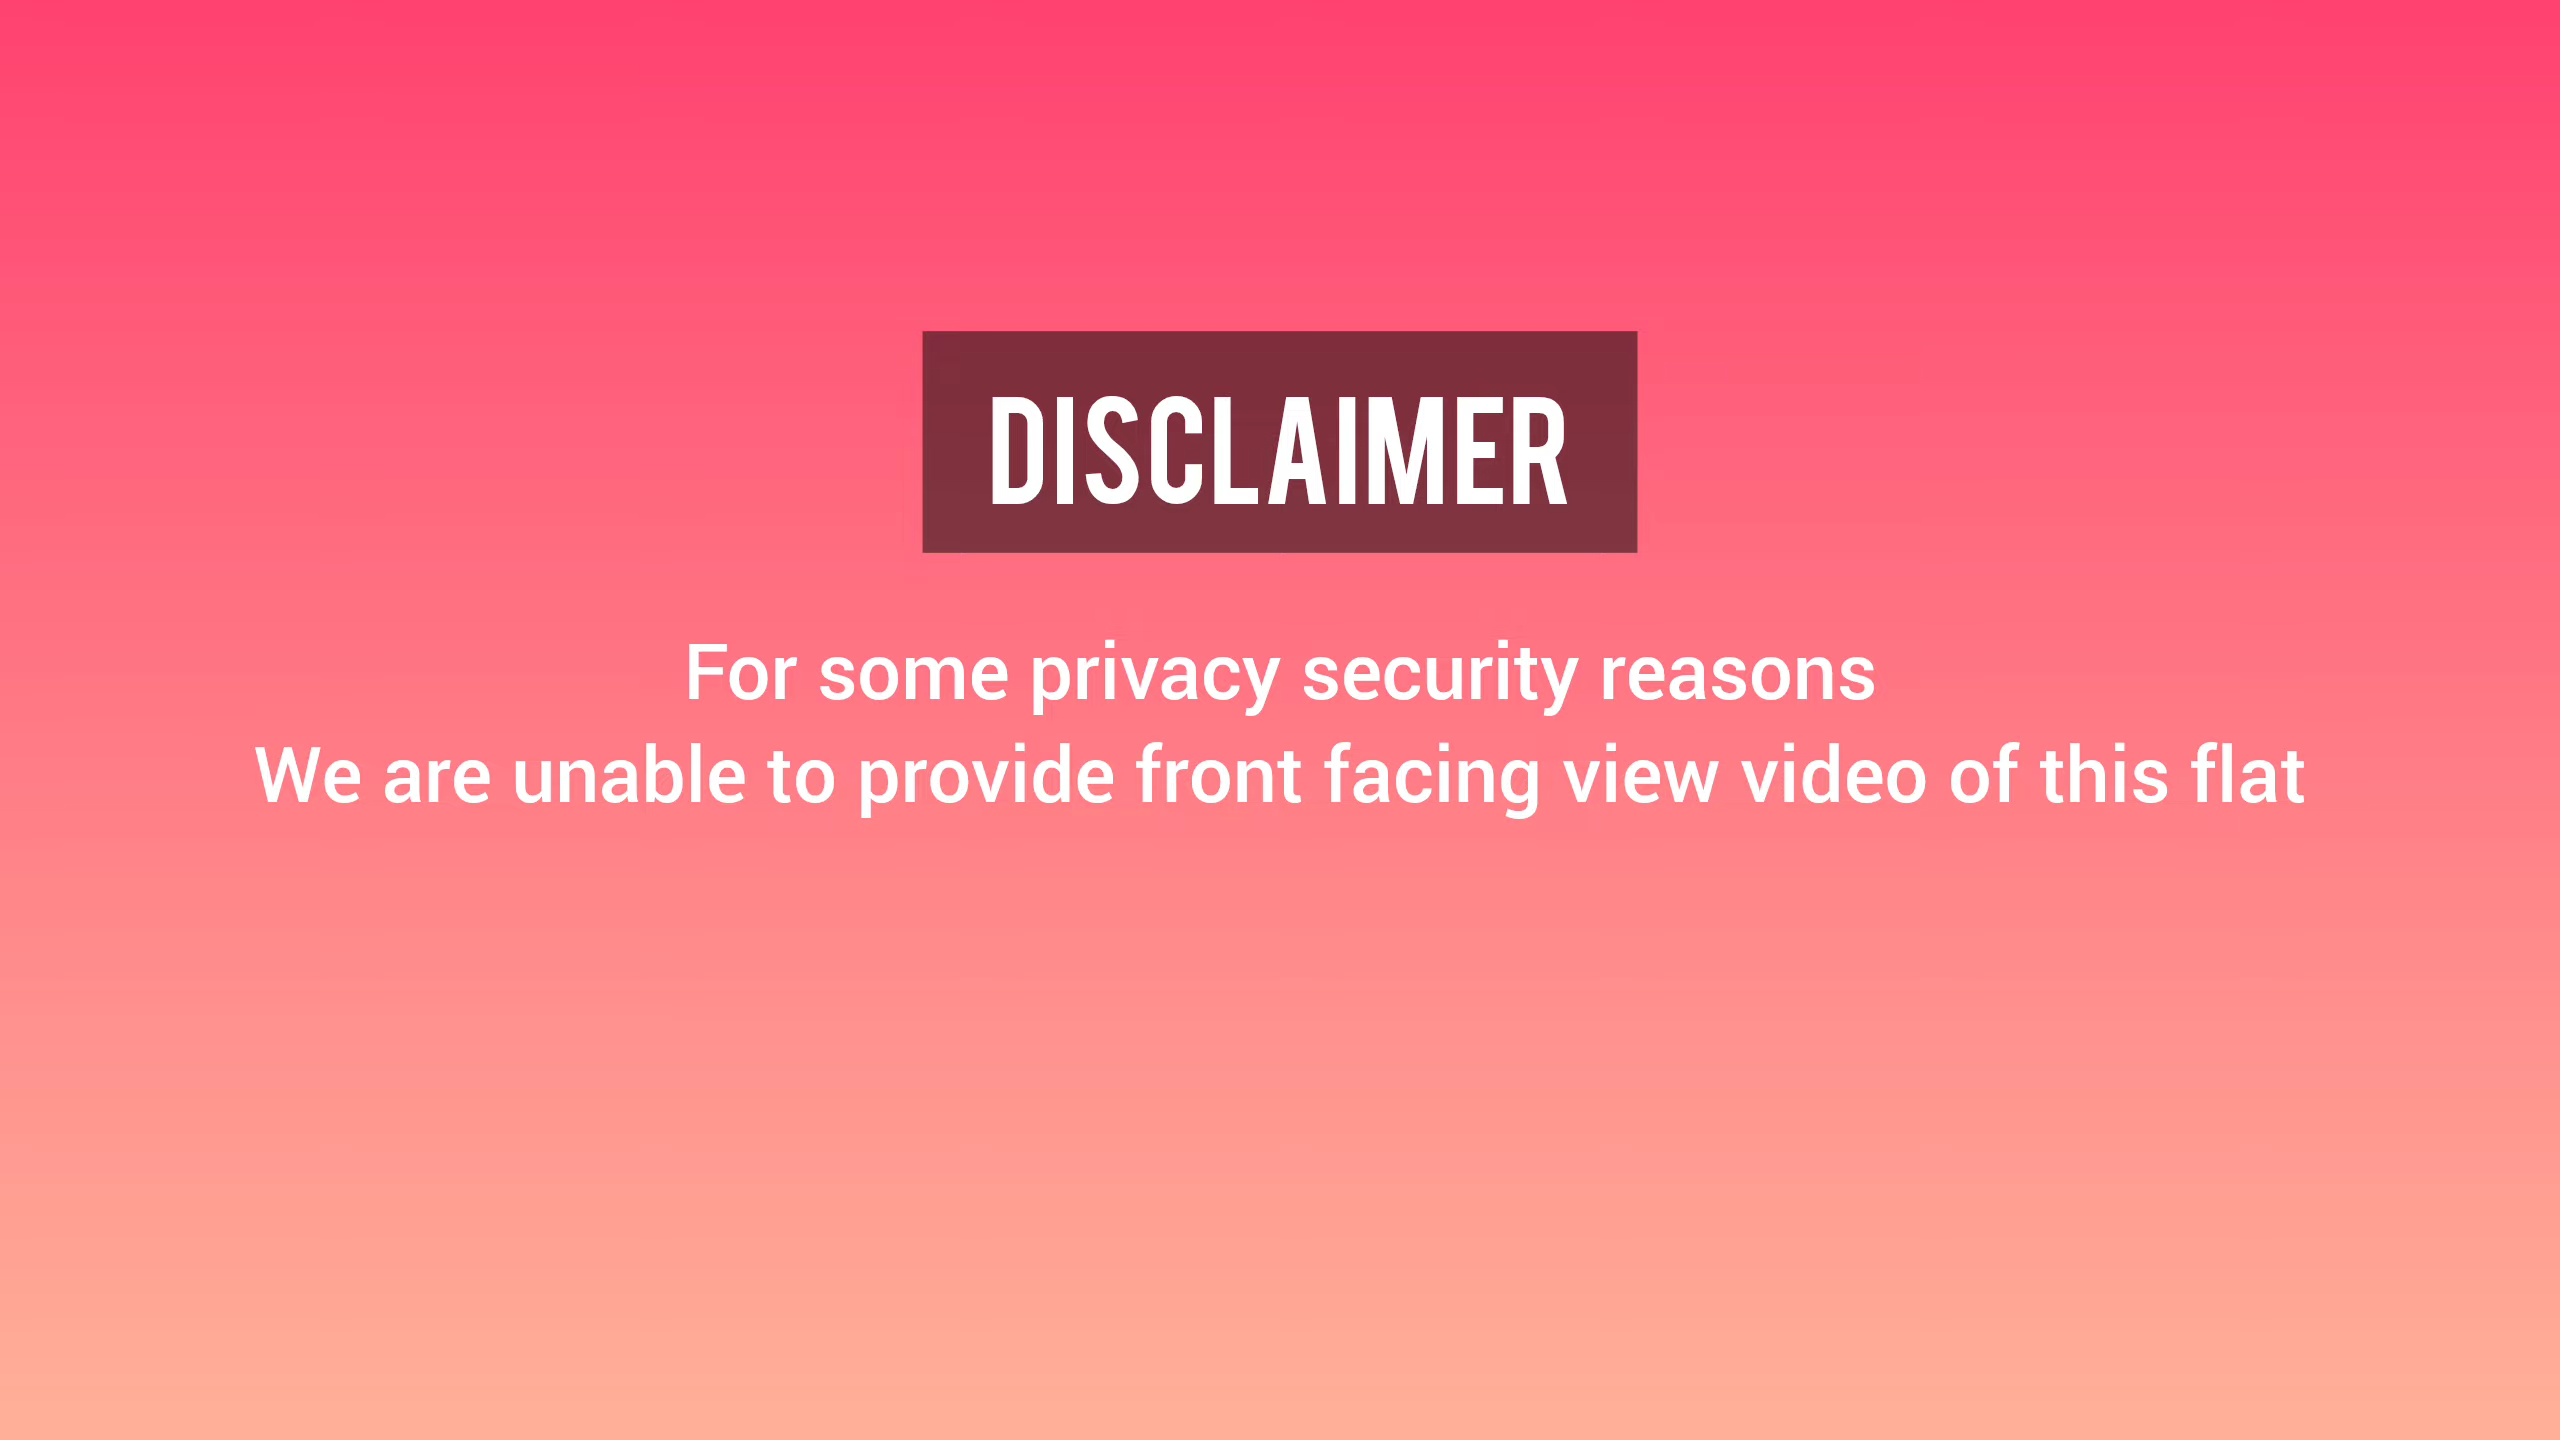 DISCLAIMER
For some privacy security reasons
We are unable to provide front facing view video of this flat